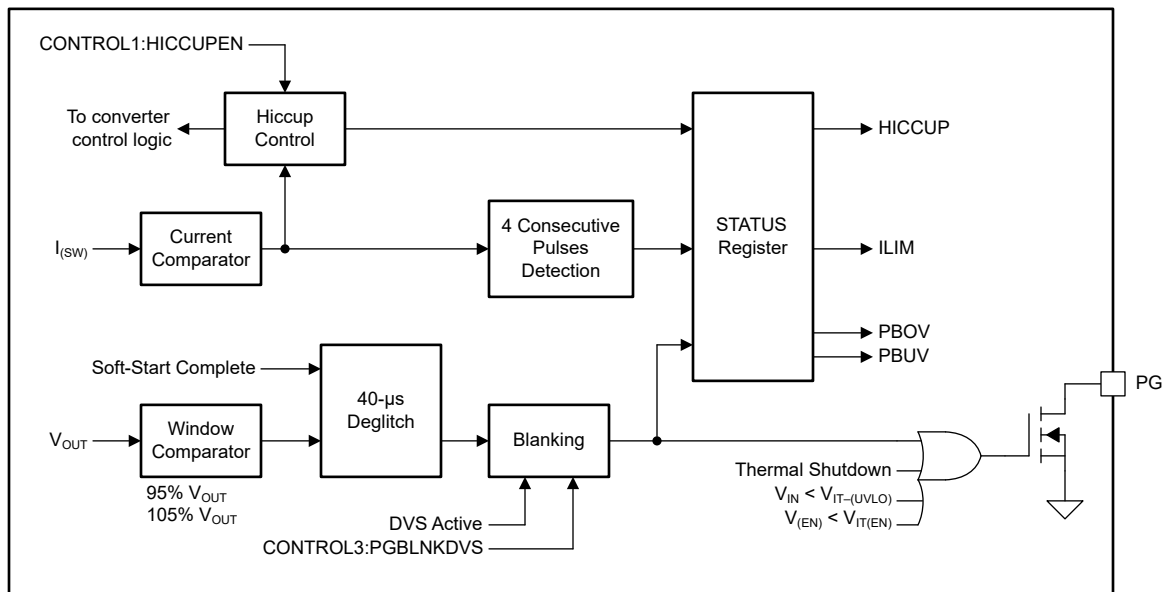 CONTROL1:HICCUPEN
To converter
control logic
Hiccup
Control
HICCUP
I(SW)
Current
Comparator
4 Consecutive
Pulses
Detection
STATUS
Register
ILIM
PBOV
PBUV
Soft-Start Complete
40-µs
Deglitch
PG
VOUT
Window
Comparator
Blanking
95% VOUT
105% VOUT
Thermal Shutdown
VIN < VIT–(UVLO)
V(EN) < VIT(EN)
DVS Active
CONTROL3:PGBLNKDVS